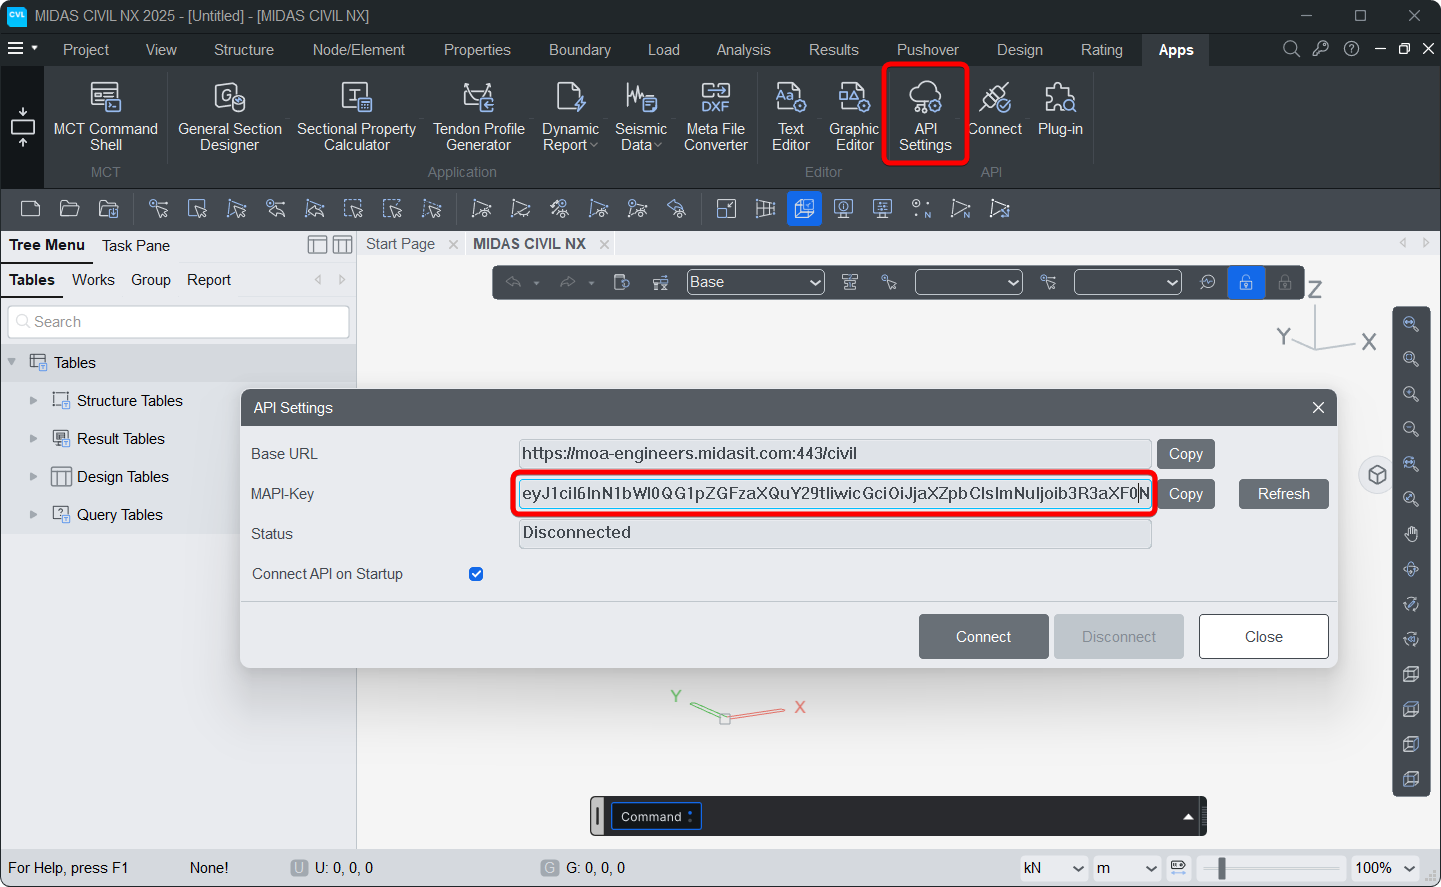 CVL MIDAS CIVIL NX 2025 - [Untitled] - [MIDAS CIVIL NX]
Project View Structure Node/Element Properties Boundary Load Analysis Results Pushover Design Rating Apps
MCT Command Shell
General Section Designer
Sectional Property Calculator
Tendon Profile Generator
Dynamic Report
Seismic Data
DXF
Meta File Converter
Aa
Text Editor
Graphic Editor
API Settings
Connect
Plug-in
MCT Application Editor API
Tree Menu Task Pane
Start Page MIDAS CIVIL NX
Tables Works Group Report
Base
Search
Z
Y X
Tables
Structure Tables
Result Tables
Design Tables
Query Tables
API Settings
Base URL https://moa-engineers.midasit.com:443/civil Copy
MAPI-Key eyJ1ciI6InN1bWl0QG1pZGFzaXQuY29tIiwicGciOiJjaXZpbCIsImNuIjoib3R3aXF0N Copy Refresh
Status Disconnected
Connect API on Startup
Connect Disconnect Close
Y X
Command :
For Help, press F1 None! U U: 0, 0, 0 G G: 0, 0, 0 kN m 100%